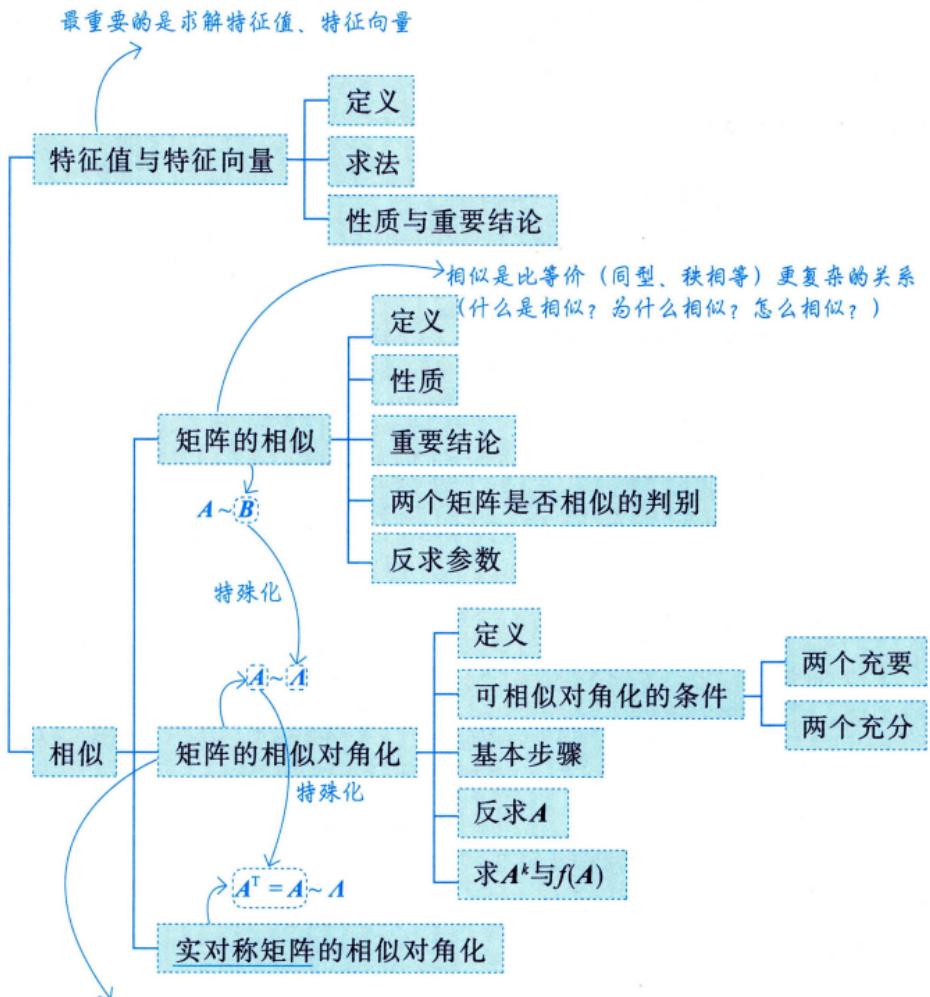 最重要的是求解特征值、特征向量
定义
特征值与特征向量
求法
性质与重要结论
相似是比等价（同型、秩相等）更复杂的关系
（什么是相似？为什么相似？怎么相似？）
定义
性质
矩阵的相似
重要结论
A~B
两个矩阵是否相似的判别
反求参数
特殊化
定义
A~Λ
可相似对角化的条件
两个充要
两个充分
相似
矩阵的相似对角化
基本步骤
特殊化
反求A
求Aᵏ与f(A)
Aᵀ = A~Λ
实对称矩阵的相似对角化